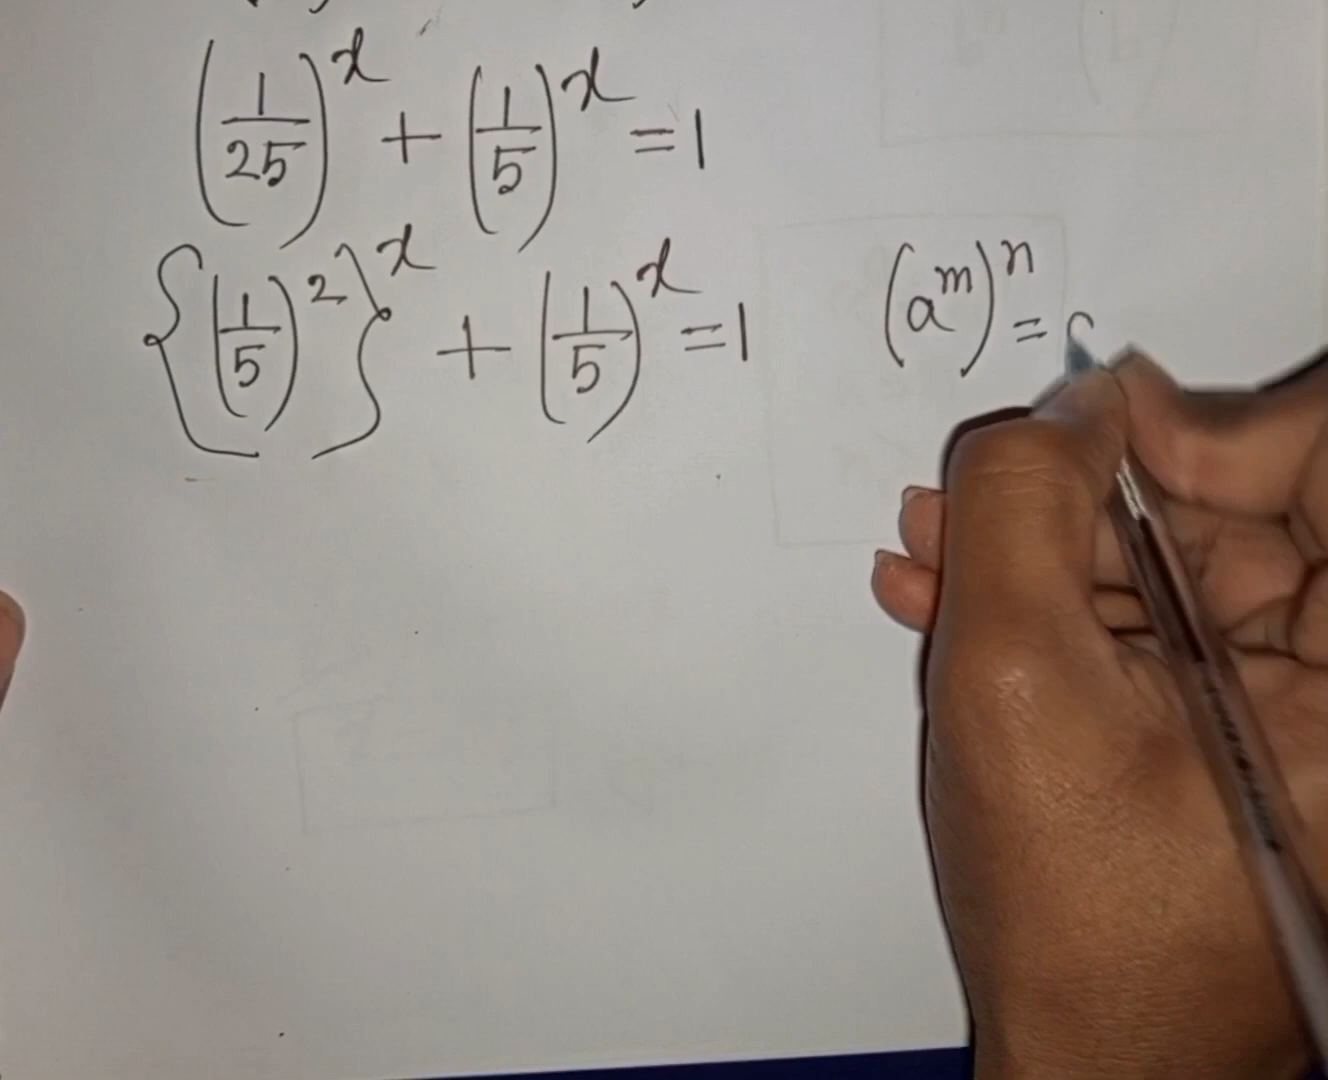 (1/25)^x + (1/5)^x = 1
{(1/5)^2}^x + (1/5)^x = 1
(a^m)^n =